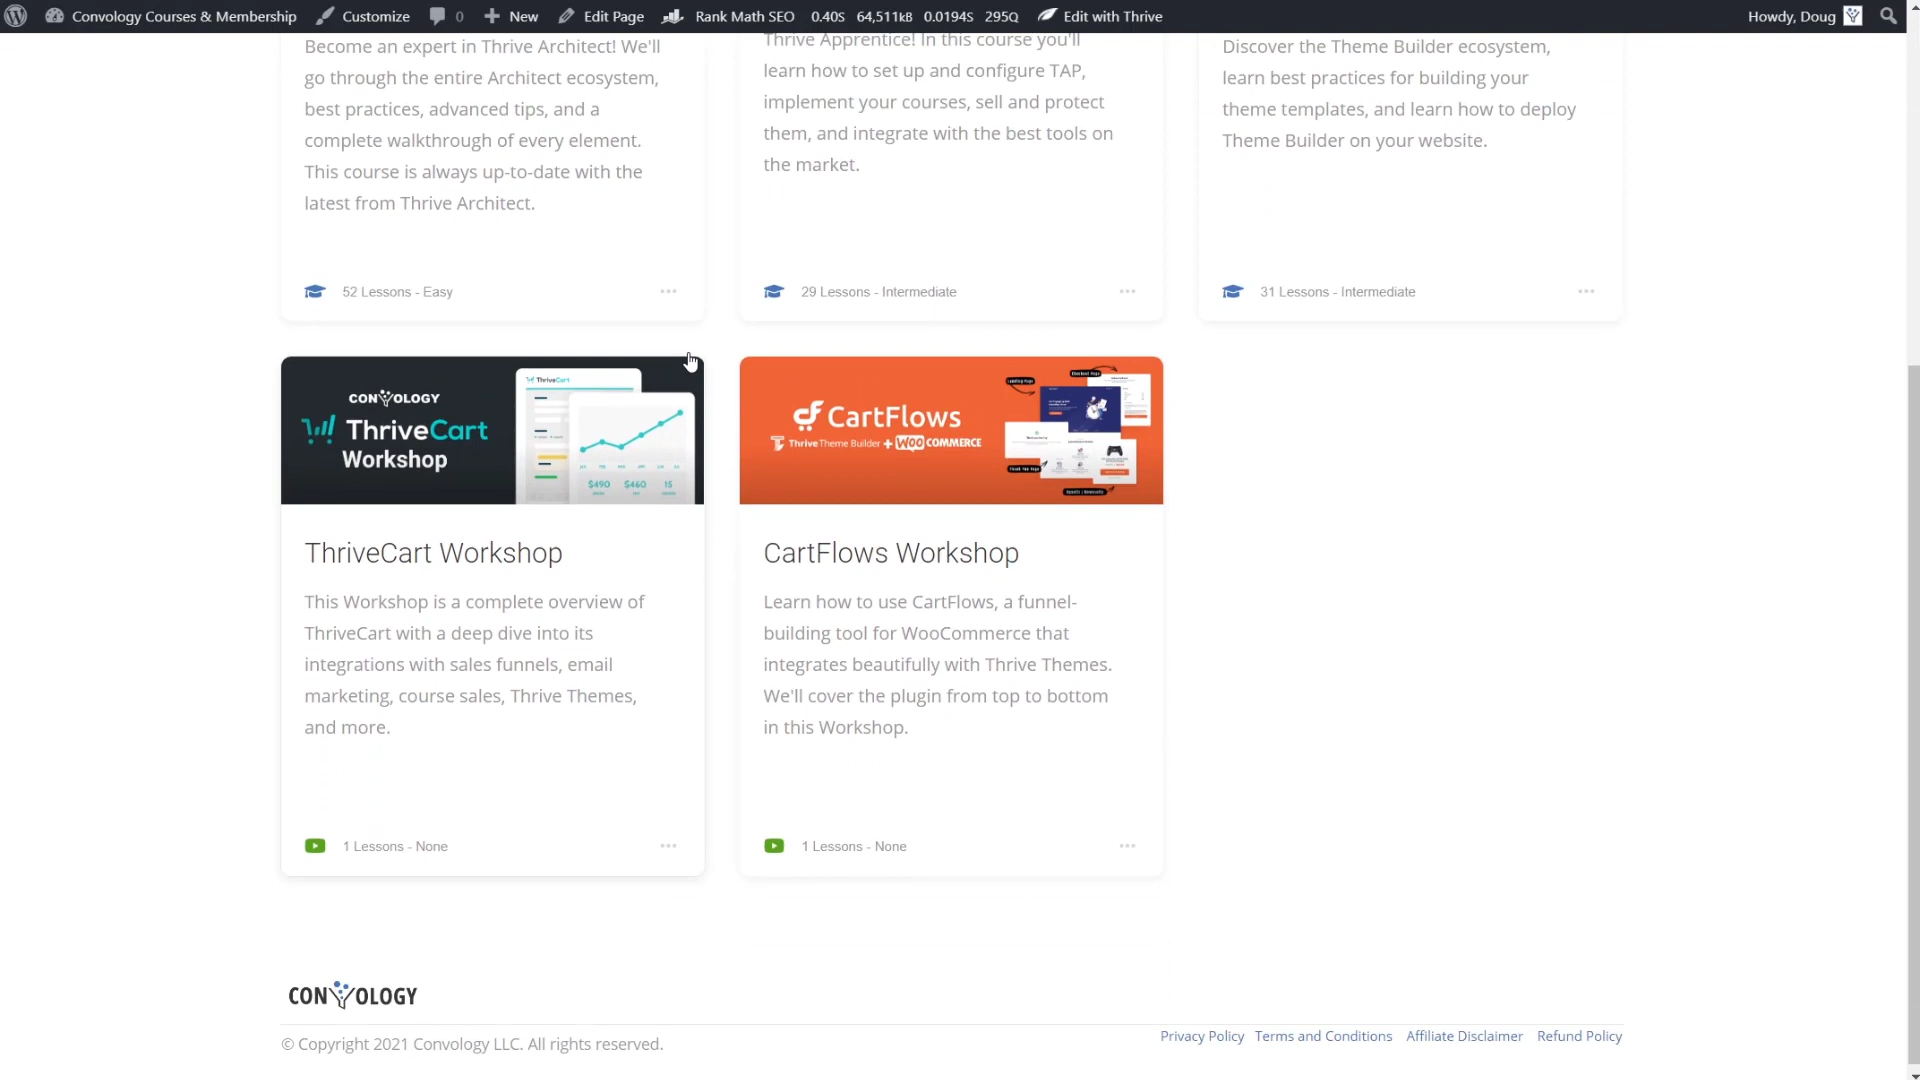 Convology Courses & Membership Customize 0 New Edit Page Rank Math SEO 0.40S 64,511KB 0.0194S 295Q Edit with Thrive Howdy, Doug
Become an expert in Thrive Architect! We'll
go through the entire Architect ecosystem,
best practices, advanced tips, and a
complete walkthrough of every element.
This course is always up-to-date with the
latest from Thrive Architect.
52 Lessons - Easy
Thrive Apprentice! In this course you'll
learn how to set up and configure TAP,
implement your courses, sell and protect
them, and integrate with the best tools on
the market.
29 Lessons - Intermediate
Discover the Theme Builder ecosystem,
learn best practices for building your
theme templates, and learn how to deploy
Theme Builder on your website.
31 Lessons - Intermediate
CONVOLOGY
ThriveCart
Workshop
ThriveCart
$490 $460 15
ThriveCart Workshop
This Workshop is a complete overview of
ThriveCart with a deep dive into its
integrations with sales funnels, email
marketing, course sales, Thrive Themes,
and more.
1 Lessons - None
CartFlows
Thrive Theme Builder + WOO COMMERCE
Landing Page
Checkout Page
Thank You Page
CartFlows Workshop
Learn how to use CartFlows, a funnel-
building tool for WooCommerce that
integrates beautifully with Thrive Themes.
We'll cover the plugin from top to bottom
in this Workshop.
1 Lessons - None
CONVOLOGY
© Copyright 2021 Convology LLC. All rights reserved.
Privacy Policy Terms and Conditions Affiliate Disclaimer Refund Policy